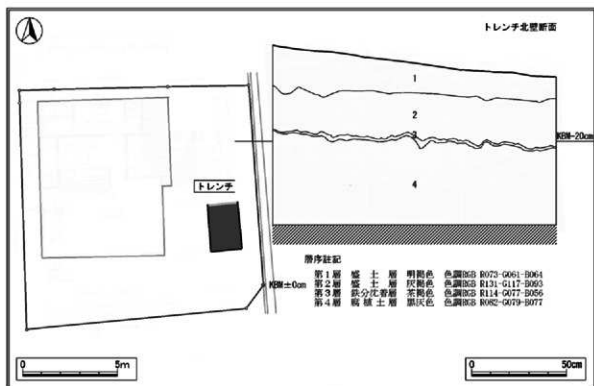 トレンチ北壁断面
1
2
3
KBM-20cm
4
トレンチ
KBM±0cm
層序註記
第1層 盛土層 明褐色 色調RGB R073-G061-B064
第2層 盛土層 灰褐色 色調RGB R131-G117-B093
第3層 鉄分沈着層 茶褐色 色調RGB R114-G077-B056
第4層 腐植土層 黒灰色 色調RGB R062-G079-B077
0 5m
0 50cm